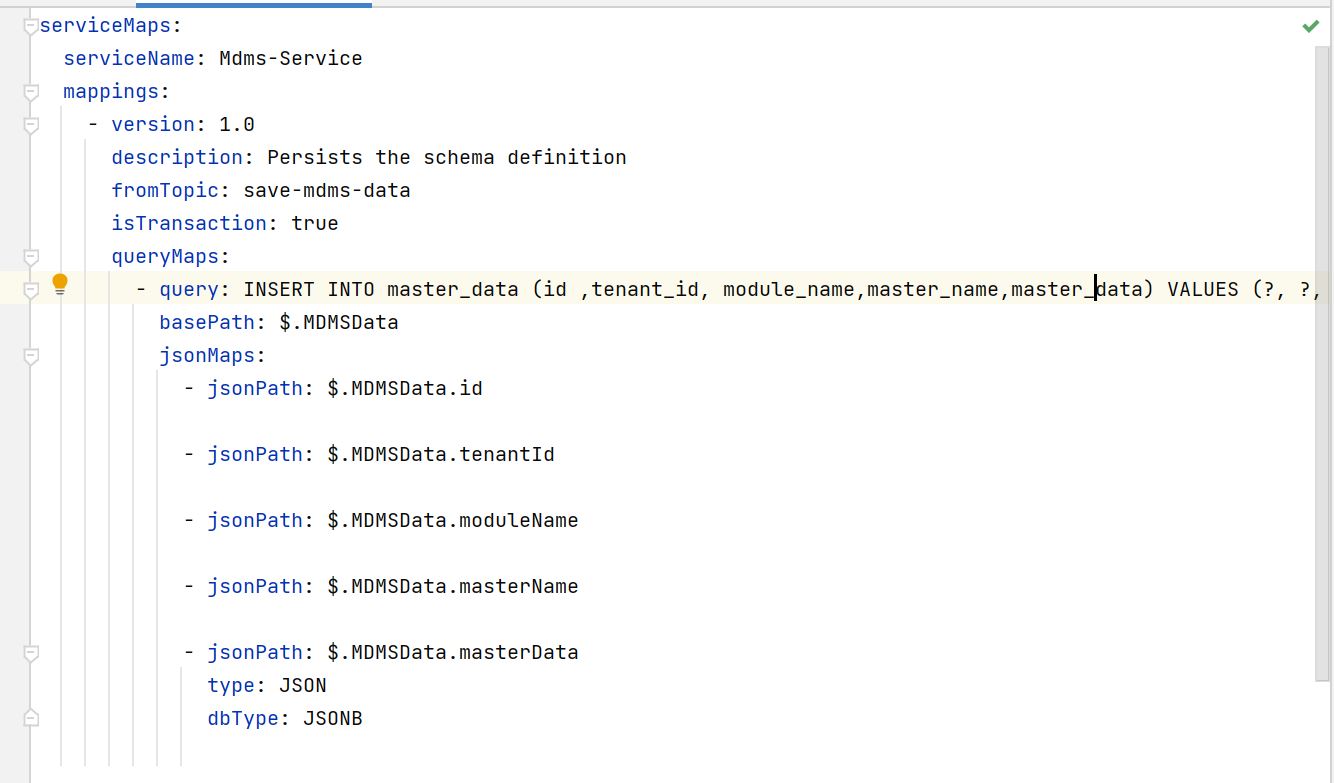 serviceMaps:
  serviceName: Mdms-Service
  mappings:
    - version: 1.0
      description: Persists the schema definition
      fromTopic: save-mdms-data
      isTransaction: true
      queryMaps:
        - query: INSERT INTO master_data (id ,tenant_id, module_name,master_name,master_data) VALUES (?, ?,
          basePath: $.MDMSData
          jsonMaps:
            - jsonPath: $.MDMSData.id
            - jsonPath: $.MDMSData.tenantId
            - jsonPath: $.MDMSData.moduleName
            - jsonPath: $.MDMSData.masterName
            - jsonPath: $.MDMSData.masterData
              type: JSON
              dbType: JSONB